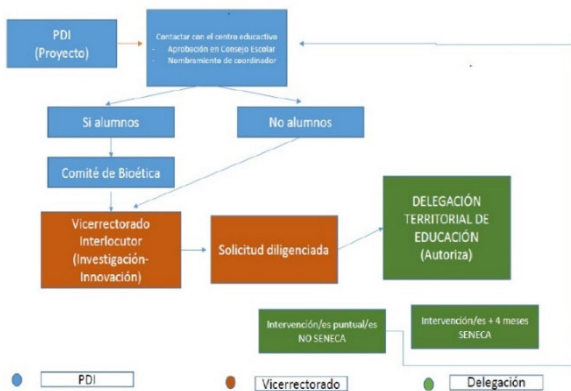 PDI
(Proyecto)
Contactar con el centro educactivo
- Aprobación en Consejo Escolar
- Nombramiento de coordinador
Si alumnos
No alumnos
Comité de Bioética
Vicerrectorado
Interlocutor
(Investigación-
Innovación)
Solicitud diligenciada
DELEGACIÓN
TERRITORIAL DE
EDUCACIÓN
(Autoriza)
Intervención/es puntual/es
NO SENECA
Intervención/es + 4 meses
SENECA
PDI
Vicerrectorado
Delegación